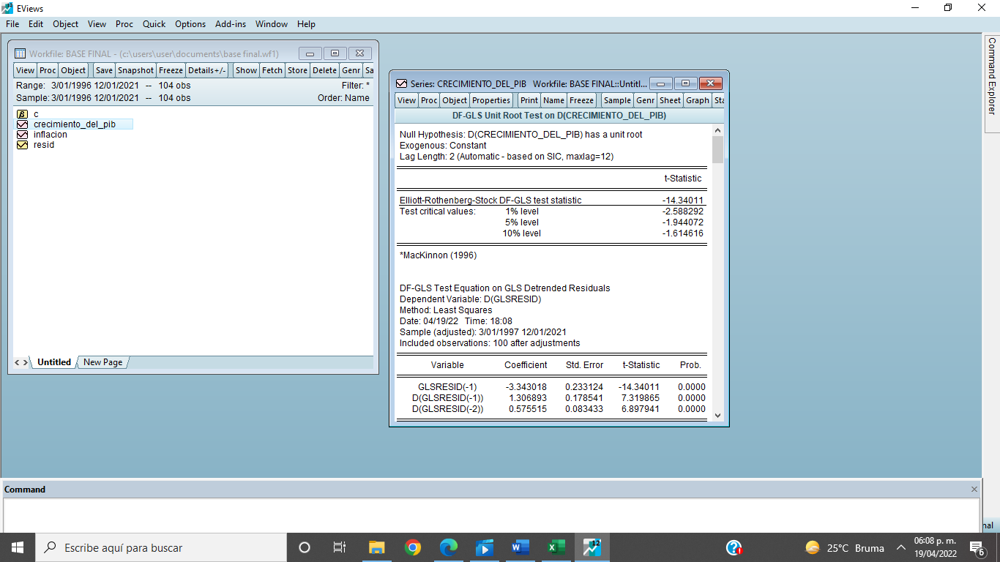 EViews
File Edit Object View Proc Quick Options Add-ins Window Help
Workfile: BASE FINAL - (c:\users\user\documents\base final.wf1)
View Proc Object Save Snapshot Freeze Details+/- Show Fetch Store Delete Genr Sa
Range: 3/01/1996 12/01/2021 -- 104 obs Filter: *
Sample: 3/01/1996 12/01/2021 -- 104 obs Order: Name
β c
crecimiento_del_pib
inflacion
resid
Untitled New Page
Series: CRECIMIENTO_DEL_PIB Workfile: BASE FINAL::Untitl...
View Proc Object Properties Print Name Freeze Sample Genr Sheet Graph Sta
DF-GLS Unit Root Test on D(CRECIMIENTO_DEL_PIB)
Null Hypothesis: D(CRECIMIENTO_DEL_PIB) has a unit root
Exogenous: Constant
Lag Length: 2 (Automatic - based on SIC, maxlag=12)
t-Statistic
Elliott-Rothenberg-Stock DF-GLS test statistic -14.34011
Test critical values: 1% level -2.588292
5% level -1.944072
10% level -1.614616
*MacKinnon (1996)
DF-GLS Test Equation on GLS Detrended Residuals
Dependent Variable: D(GLSRESID)
Method: Least Squares
Date: 04/19/22 Time: 18:08
Sample (adjusted): 3/01/1997 12/01/2021
Included observations: 100 after adjustments
Variable Coefficient Std. Error t-Statistic Prob.
GLSRESID(-1) -3.343018 0.233124 -14.34011 0.0000
D(GLSRESID(-1)) 1.306893 0.178541 7.319865 0.0000
D(GLSRESID(-2)) 0.575515 0.083433 6.897941 0.0000
Command Explorer
Command
nal
Escribe aquí para buscar
12
25°C Bruma
06:08 p. m.
19/04/2022
6